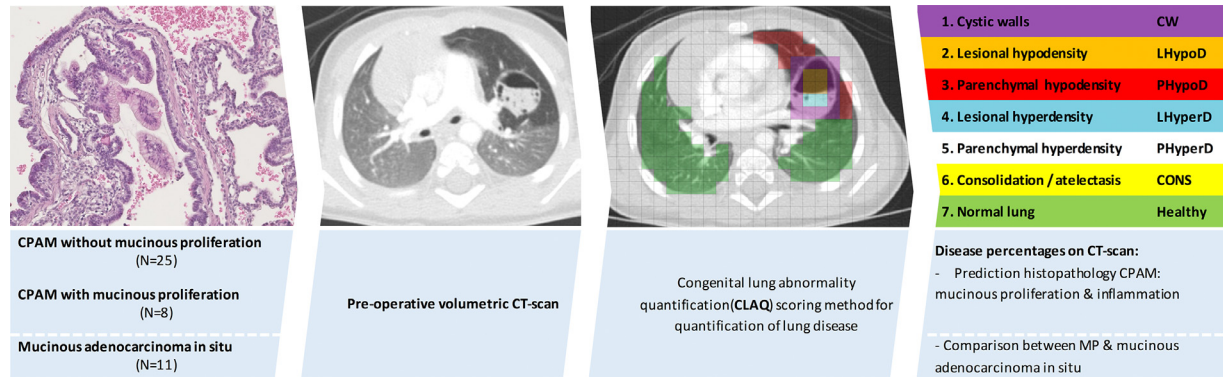 1. Cystic walls CW
2. Lesional hypodensity LHypoD
3. Parenchymal hypodensity PHypoD
4. Lesional hyperdensity LHyperD
5. Parenchymal hyperdensity PHyperD
6. Consolidation / atelectasis CONS
7. Normal lung Healthy
CPAM without mucinous proliferation
(N=25)
CPAM with mucinous proliferation
(N=8)
Mucinous adenocarcinoma in situ
(N=11)
Pre-operative volumetric CT-scan
Congenital lung abnormality
quantification(CLAQ) scoring method for
quantification of lung disease
Disease percentages on CT-scan:
- Prediction histopathology CPAM:
mucinous proliferation & inflammation
- Comparison between MP & mucinous
adenocarcinoma in situ